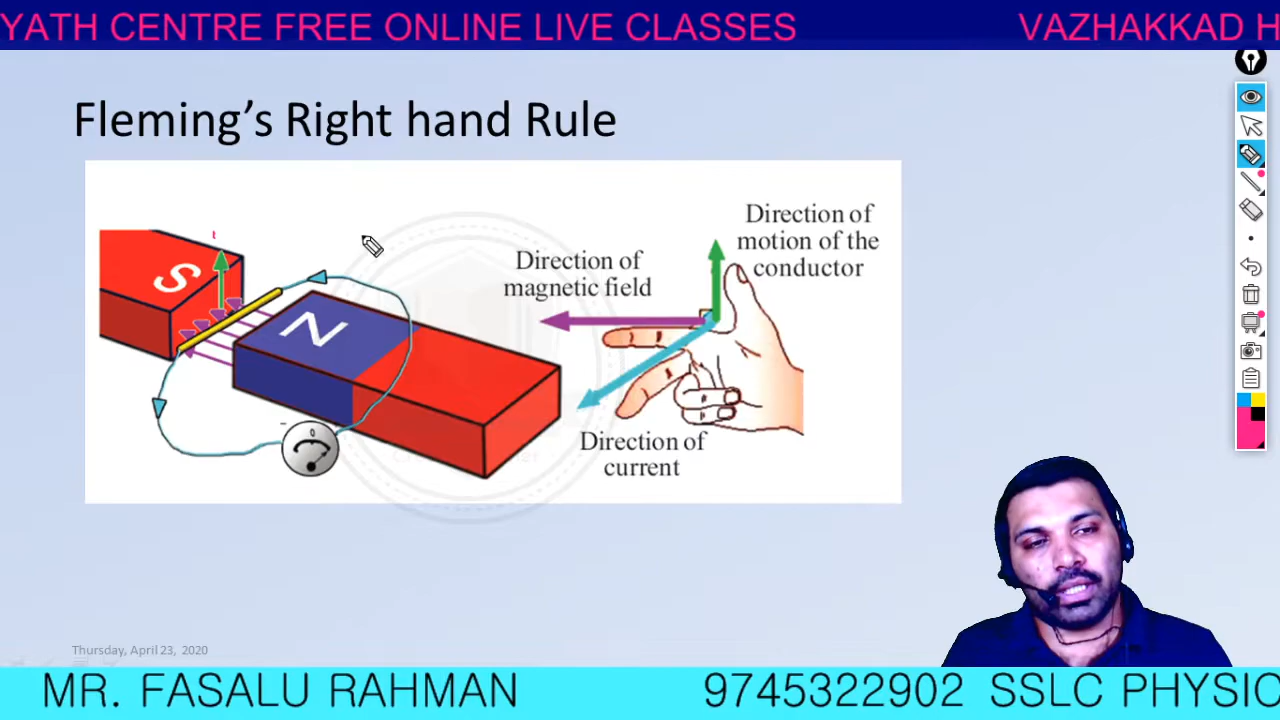 YATH CENTRE FREE ONLINE LIVE CLASSES VAZHAKKAD H
Fleming's Right hand Rule
S
N
0
Direction of
magnetic field
Direction of
motion of the
conductor
Direction of
current
Thursday, April 23, 2020
MR. FASALU RAHMAN 9745322902 SSLC PHYSIC